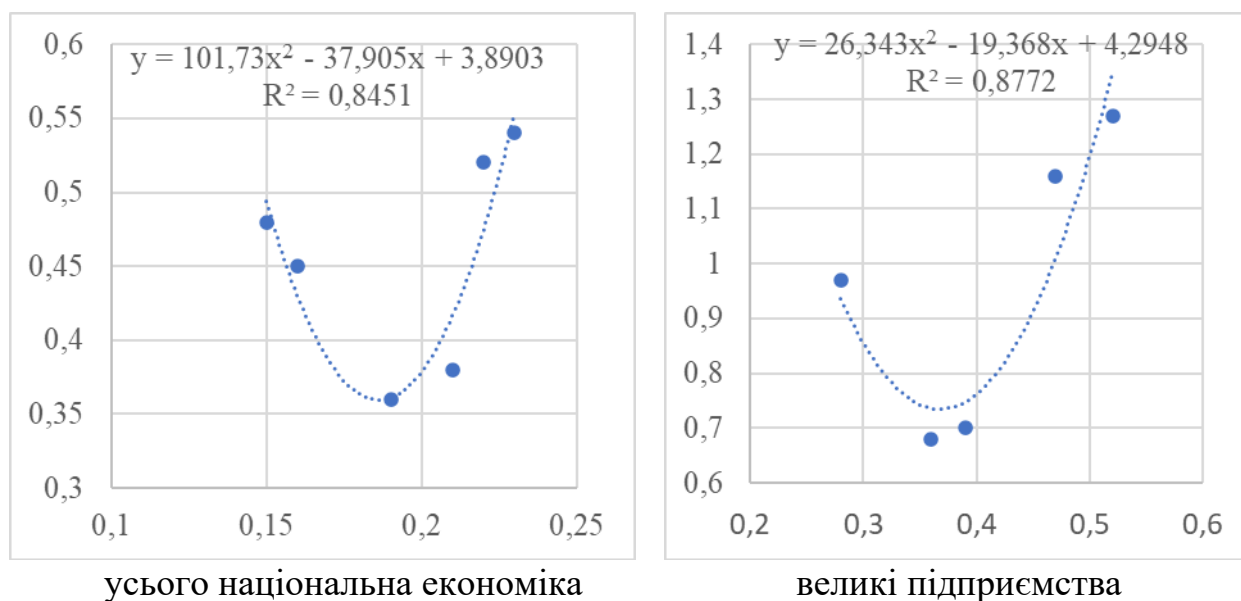 0,6
y = 101,73x² - 37,905x + 3,8903
R² = 0,8451
0,55
0,5
0,45
0,4
0,35
0,3
0,1 0,15 0,2 0,25
усього національна економіка
1,4
y = 26,343x² - 19,368x + 4,2948
R² = 0,8772
1,3
1,2
1,1
1
0,9
0,8
0,7
0,6
0,2 0,3 0,4 0,5 0,6
великі підприємства